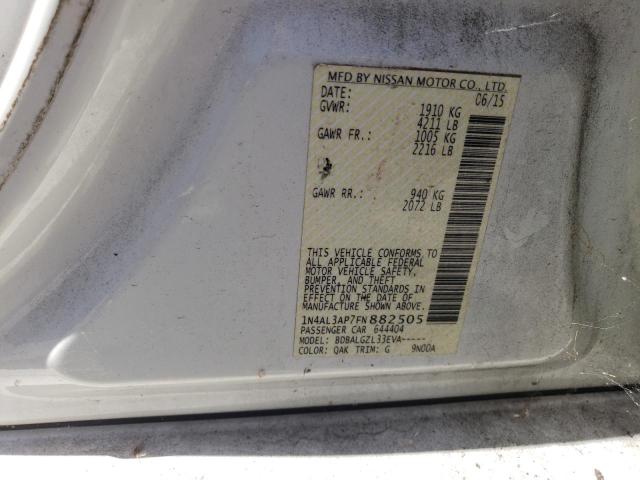 MFD BY NISSAN MOTOR CO., LTD.
DATE: 06/15
GVWR: 1910 KG
4211 LB
GAWR FR.: 1005 KG
2216 LB
GAWR RR.: 940 KG
2072 LB
THIS VEHICLE CONFORMS TO
ALL APPLICABLE FEDERAL
MOTOR VEHICLE SAFETY,
BUMPER, AND THEFT
PREVENTION STANDARDS IN
EFFECT ON THE DATE OF
MANUFACTURE SHOWN ABOVE.
1N4AL3AP7FN882505
PASSENGER CAR 644404
MODEL: BDBALGZL33EVA-----
COLOR: QAK TRIM: G 9N00A